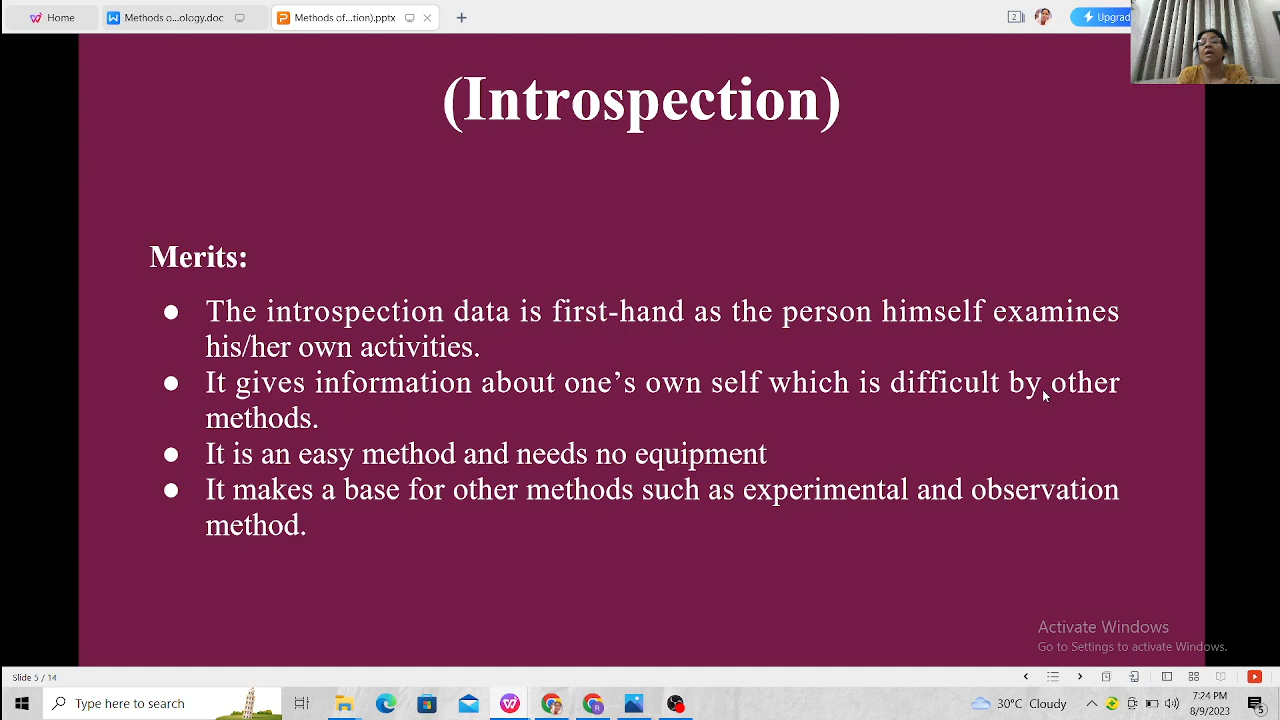 Home
Methods o...ology.doc
Methods of...tion).pptx
2
Upgrad
(Introspection)
Merits:
● The introspection data is first-hand as the person himself examines
his/her own activities.
● It gives information about one’s own self which is difficult by other
methods.
● It is an easy method and needs no equipment
● It makes a base for other methods such as experimental and observation
method.
Activate Windows
Go to Settings to activate Windows.
Slide 5 / 14
Type here to search
30°C Cloudy
7:24 PM
8/9/2023
5